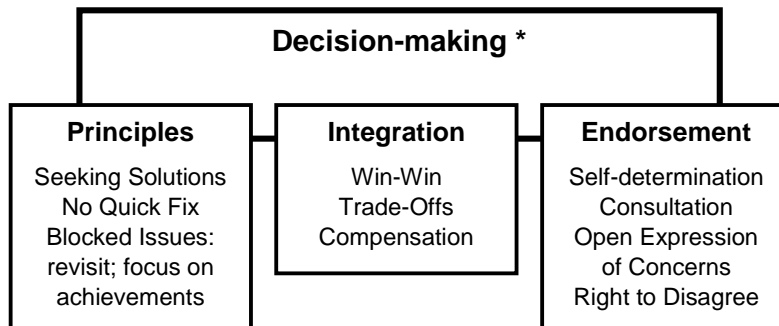 Decision-making *
Principles
Seeking Solutions
No Quick Fix
Blocked Issues:
revisit; focus on
achievements
Integration
Win-Win
Trade-Offs
Compensation
Endorsement
Self-determination
Consultation
Open Expression
of Concerns
Right to Disagree